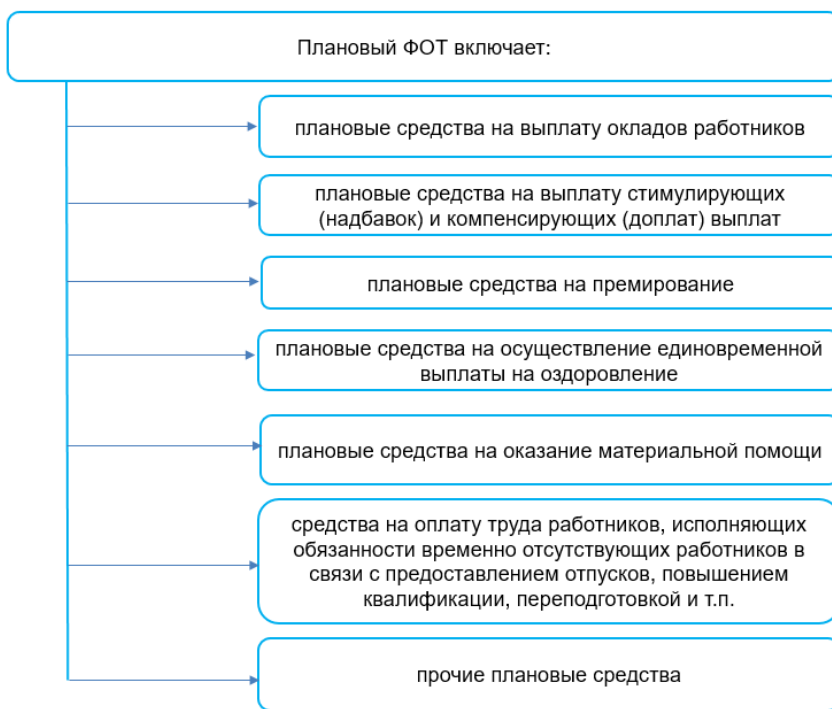 Плановый ФОТ включает:
плановые средства на выплату окладов работников
плановые средства на выплату стимулирующих
(надбавок) и компенсирующих (доплат) выплат
плановые средства на премирование
плановые средства на осуществление единовременной
выплаты на оздоровление
плановые средства на оказание материальной помощи
средства на оплату труда работников, исполняющих
обязанности временно отсутствующих работников в
связи с предоставлением отпусков, повышением
квалификации, переподготовкой и т.п.
прочие плановые средства